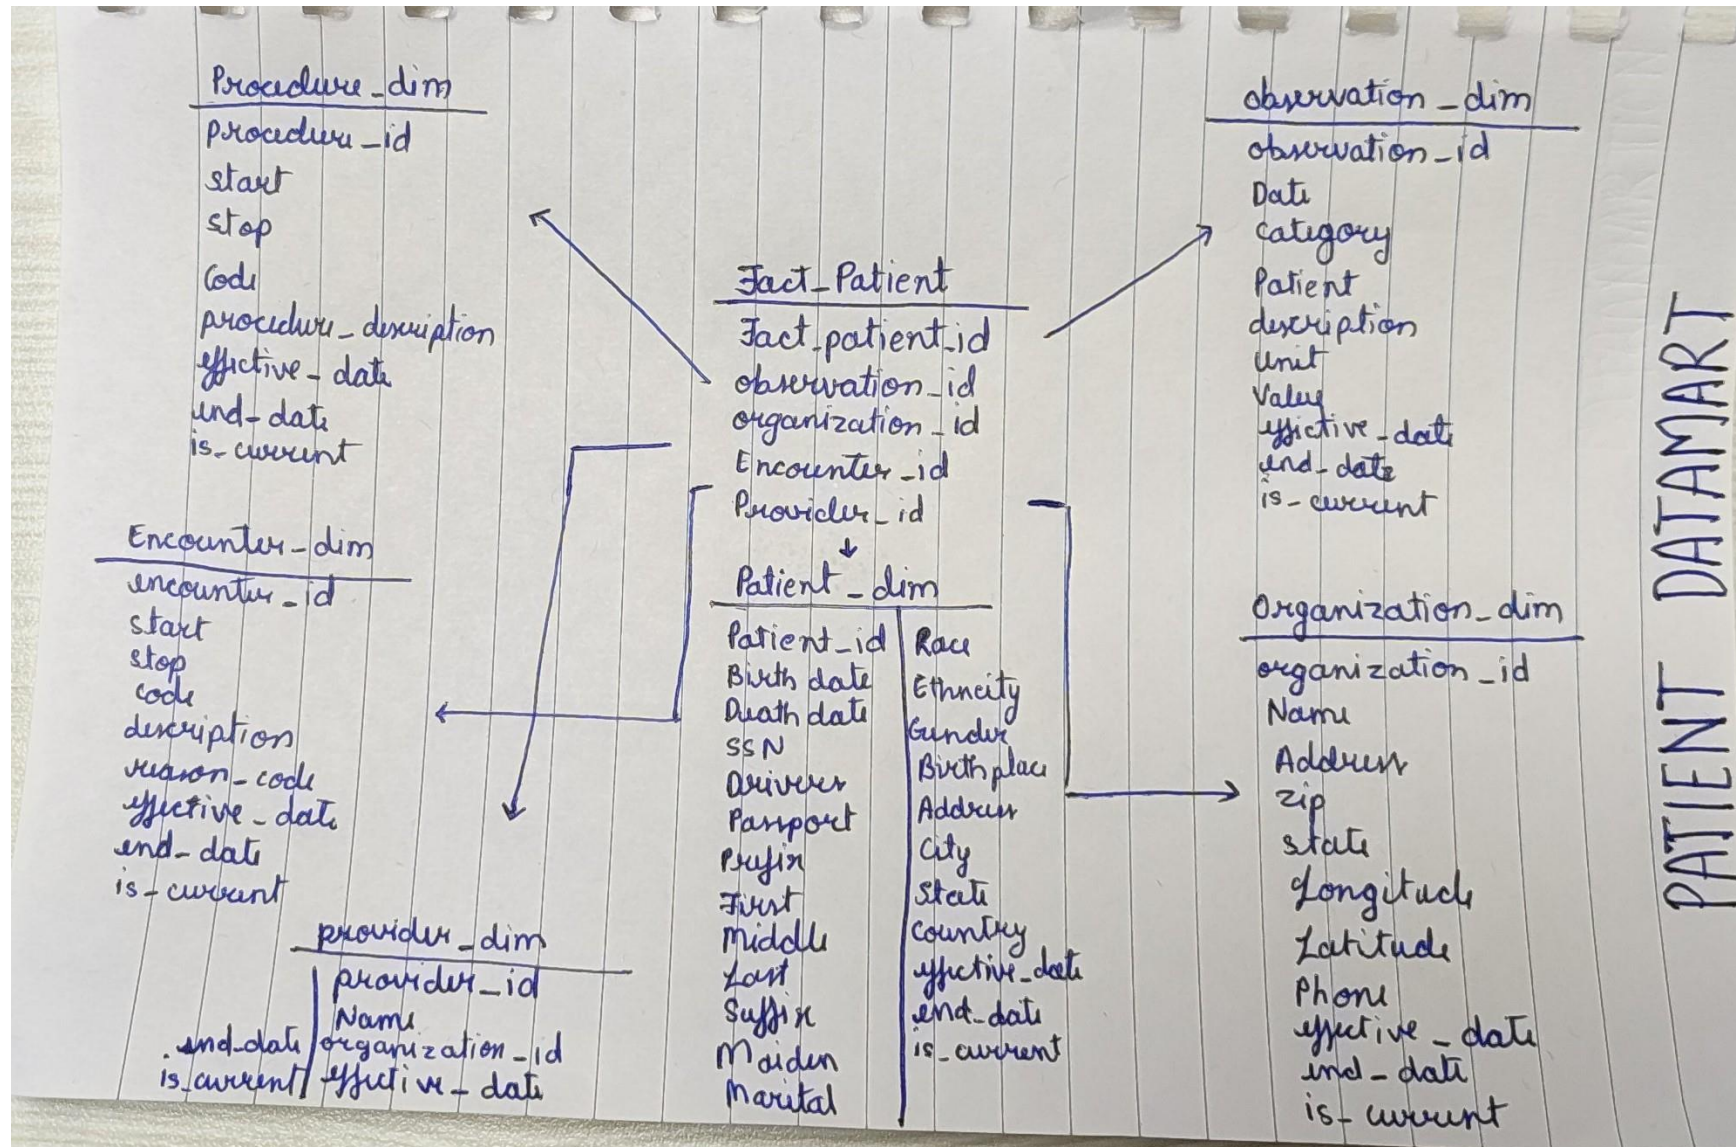 Procedure_dim
procedure_id
start
stop
Code
procedure_description
effective_date
end_date
is_current
Encounter_dim
encounter_id
start
stop
code
description
reason_code
effective_date
end_date
is_current
provider_dim
provider_id
Name
organization_id
effective_date
end_date
is_current
Fact_Patient
Fact_patient_id
observation_id
organization_id
Encounter_id
Provider_id
Patient_dim
Patient_id
Birth date
Death date
SSN
Drivers
Passport
Prefix
First
Middle
Last
Suffix
Maiden
Marital
Race
Ethncity
Gender
Birthplace
Address
City
State
country
effective_date
end_date
is_current
observation_dim
observation_id
Date
category
Patient
description
unit
Value
effective_date
end_date
is_current
Organization_dim
organization_id
Name
Address
zip
state
Longitude
Latitude
Phone
effective_date
end_date
is_current
PATIENT DATAMART